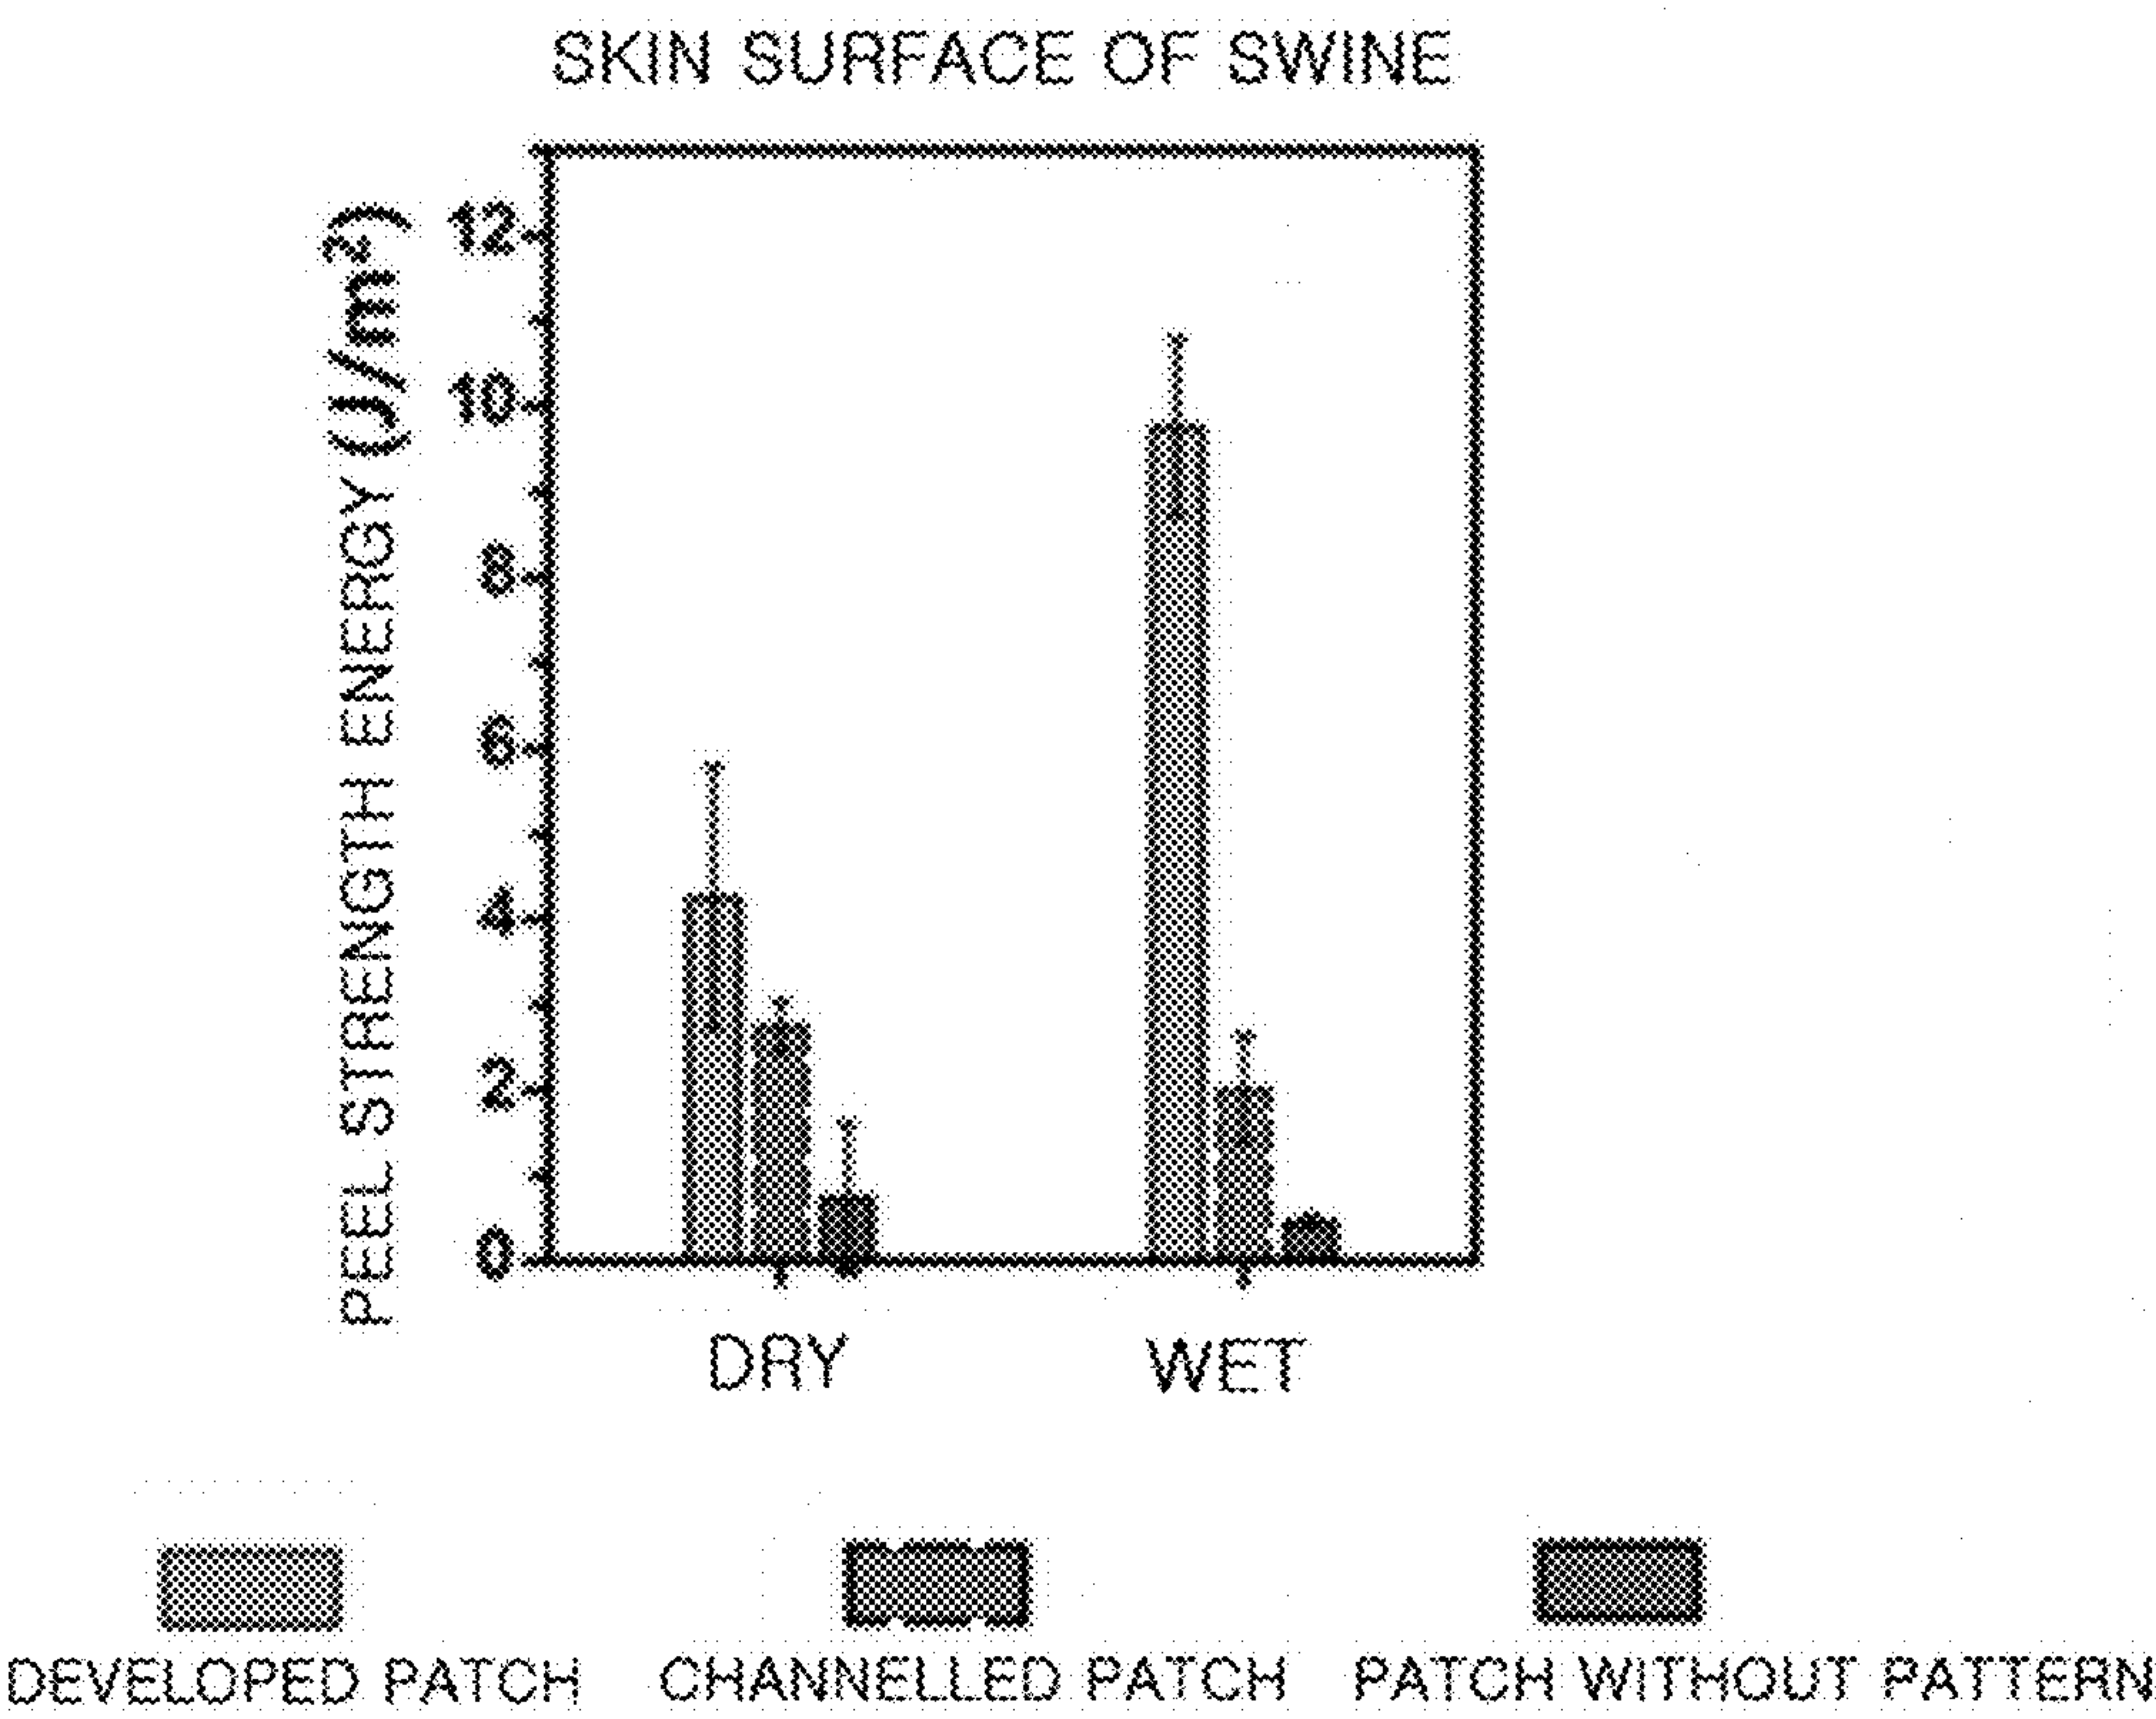 SKIN SURFACE OF SWINE
PEEL STRENGTH ENERGY (J/m²)
12
10
8
6
4
2
0
DRY WET
DEVELOPED PATCH CHANNELLED PATCH PATCH WITHOUT PATTERN